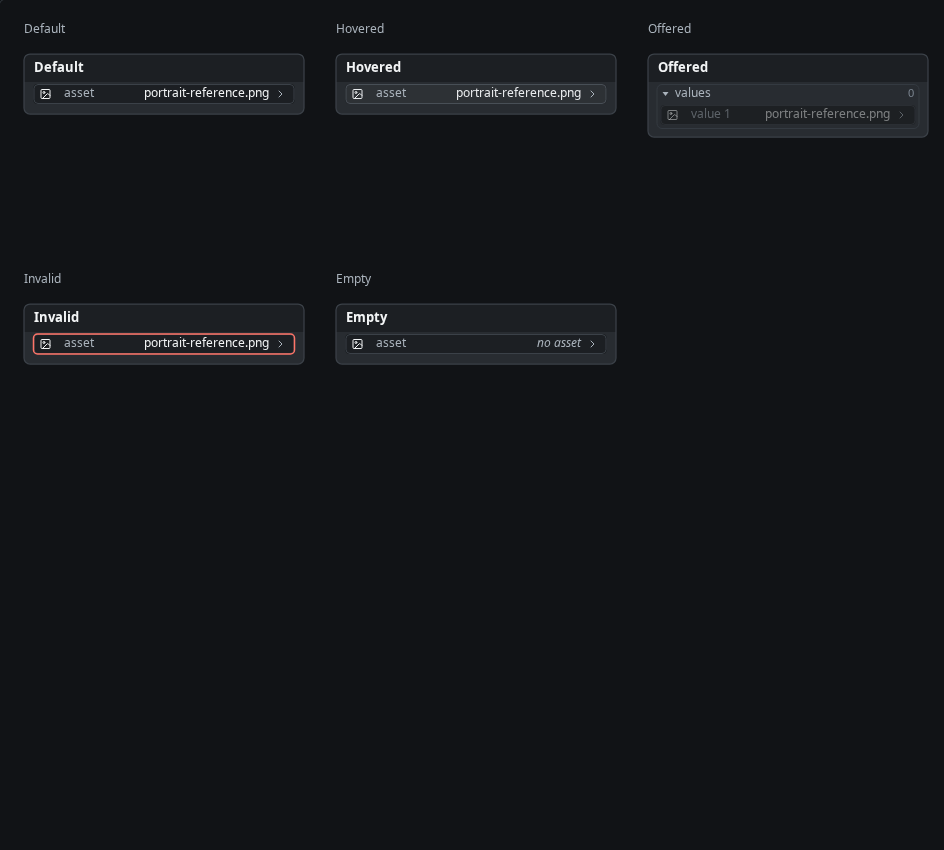 Default
Hovered
Offered
Default
asset portrait-reference.png
Hovered
asset portrait-reference.png
Offered
values 0
value 1 portrait-reference.png
Invalid
Empty
Invalid
asset portrait-reference.png
Empty
asset no asset